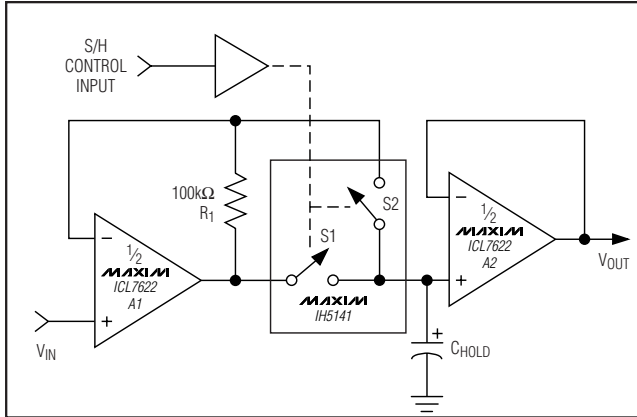 S/H
CONTROL
INPUT
100kΩ
R1
S2
S1
−
½
MAXIM
ICL7622
A1
+
VIN
MAXIM
IH5141
−
½
MAXIM
ICL7622
A2
+
VOUT
+
CHOLD